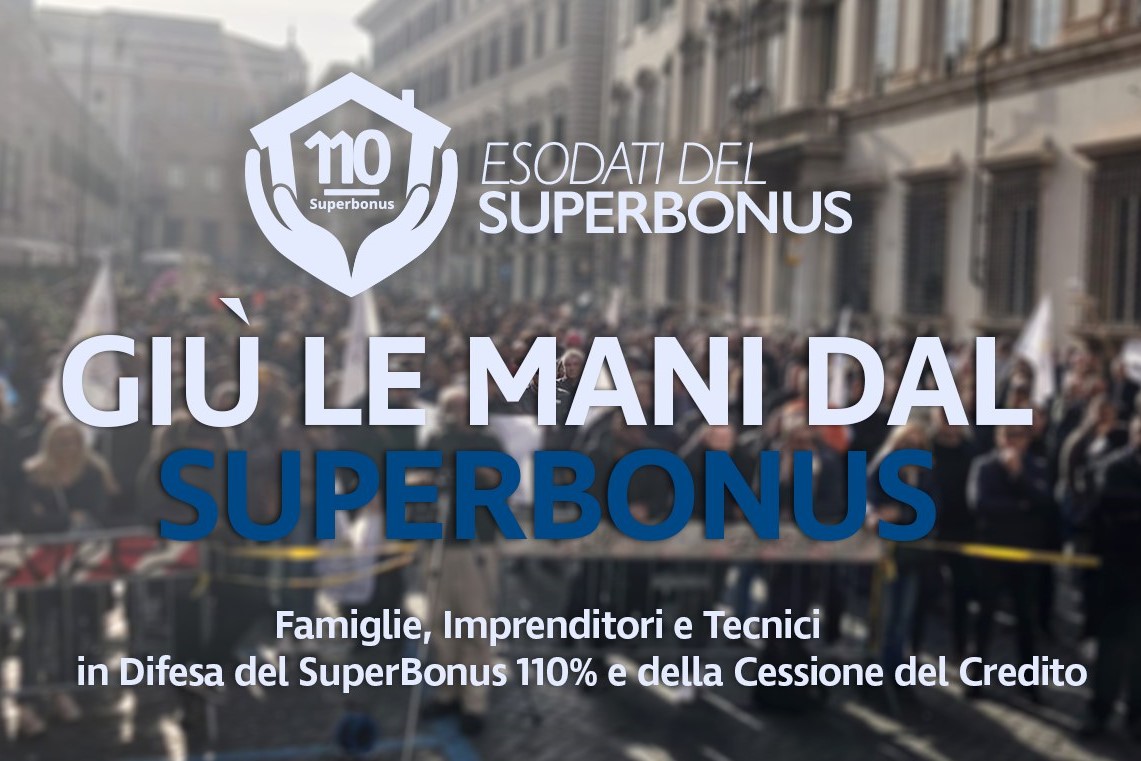 110
Superbonus
ESODATI DEL
SUPERBONUS
GIÙ LE MANI DAL
SUPERBONUS
Famiglie, Imprenditori e Tecnici
in Difesa del SuperBonus 110% e della Cessione del Credito